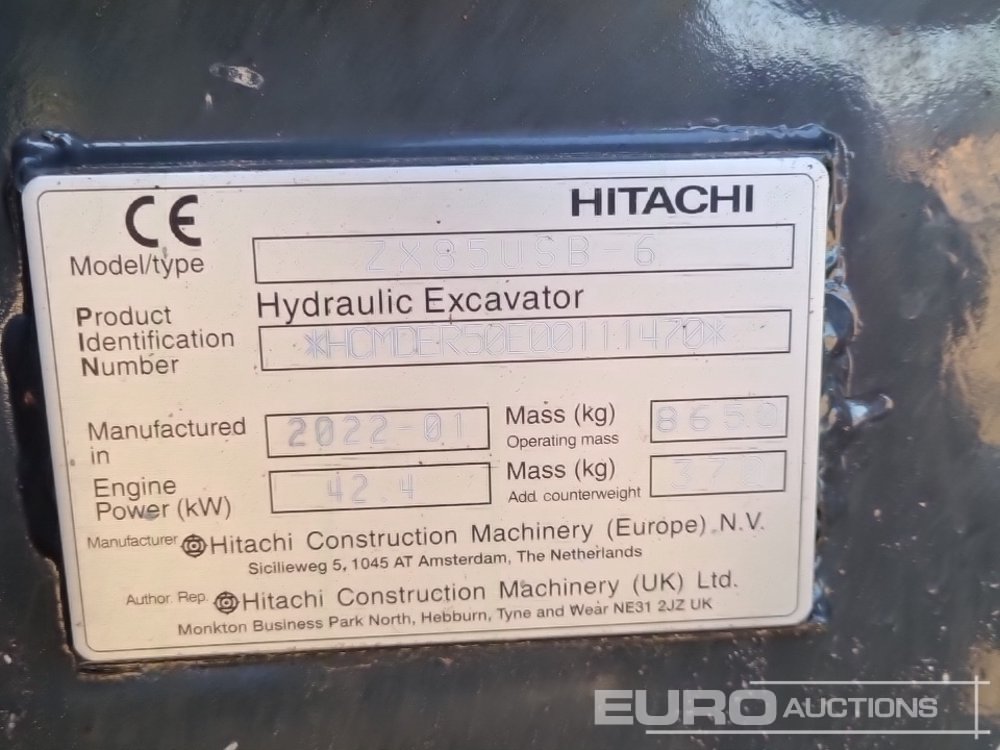 CE HITACHI
Model/type ZX85USB-6
Hydraulic Excavator
Product
Identification
Number *HCMDER50E00111470*
Manufactured
in 2022-01
Mass (kg)
Operating mass 8650
Engine
Power (kW) 42.4
Mass (kg)
Add. counterweight 370
Manufacturer Hitachi Construction Machinery (Europe) N.V.
Sicilieweg 5, 1045 AT Amsterdam, The Netherlands
Author. Rep. Hitachi Construction Machinery (UK) Ltd.
Monkton Business Park North, Hebburn, Tyne and Wear NE31 2JZ UK
EURO AUCTIONS